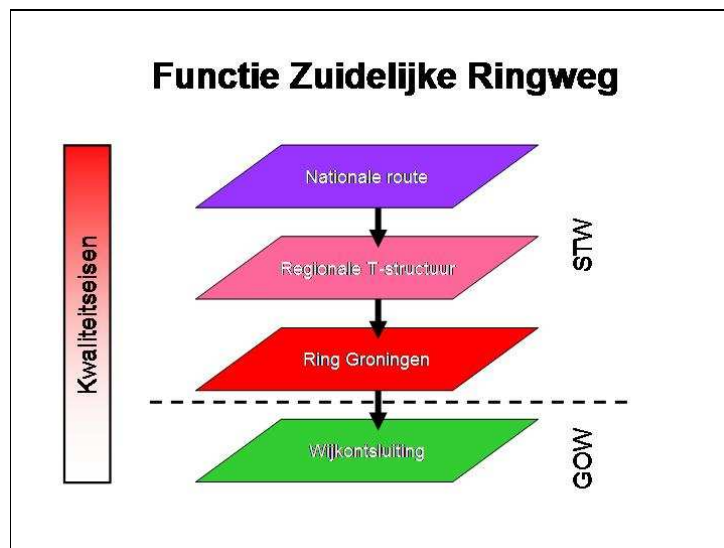 Functie Zuidelijke Ringweg
Kwaliteitseisen
Nationale route
Regionale T-structuur
Ring Groningen
Wijkontsluiting
STW
GOW